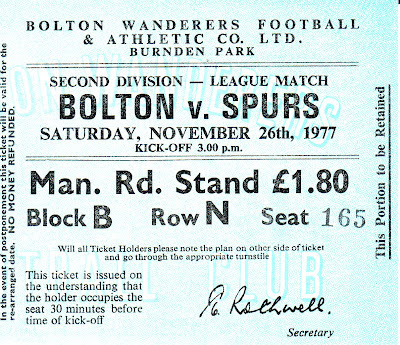 BOLTON WANDERERS FOOTBALL
& ATHLETIC CO. LTD.
BURNDEN PARK
SECOND DIVISION — LEAGUE MATCH
BOLTON v. SPURS
SATURDAY, NOVEMBER 26th, 1977
KICK-OFF 3.00 p.m.
Man. Rd. Stand £1.80
Block B Row N Seat 165
Will all Ticket Holders please note the plan on other side of ticket
and go through the appropriate turnstile
This ticket is issued on
the understanding that
the holder occupies the
seat 30 minutes before
time of kick-off
E. Rothwell.
Secretary
In the event of postponement this ticket will be valid for the
re-arranged date. NO MONEY REFUNDED.
This Portion to be Retained